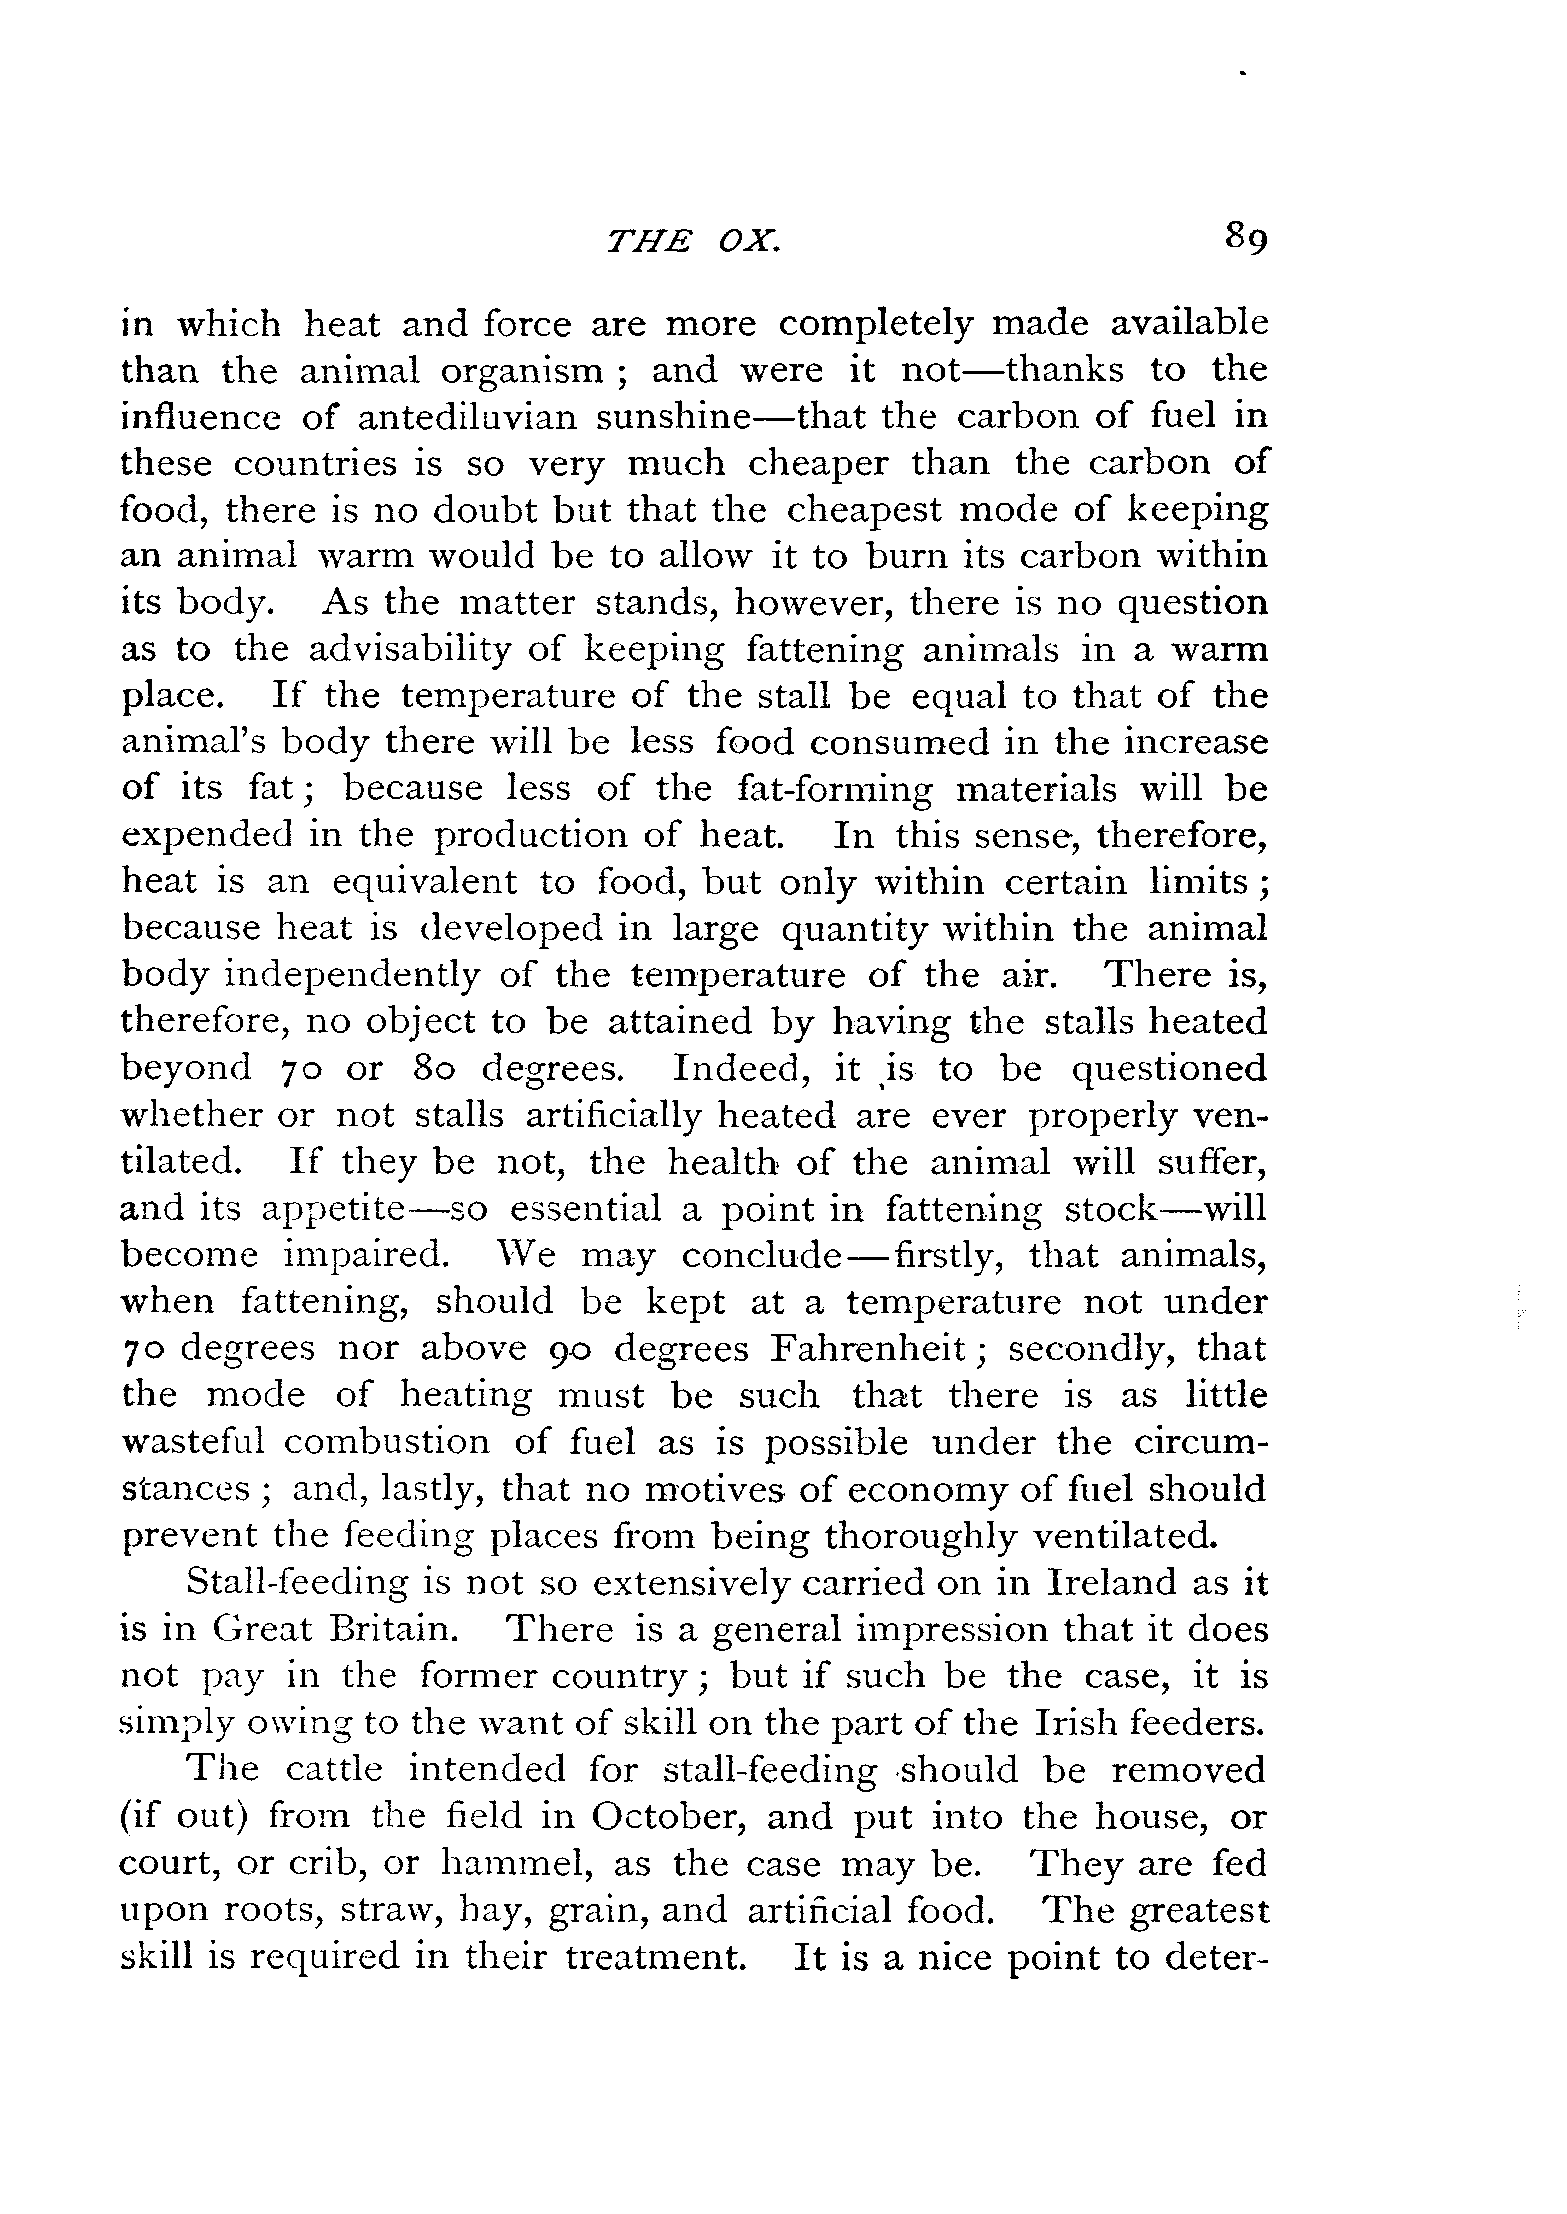 THE OX. 89
in which heat and force are more completely made available
than the animal organism ; and were it not—thanks to the
influence of antediluvian sunshine—that the carbon of fuel in
these countries is so very much cheaper than the carbon of
food, there is no doubt but that the cheapest mode of keeping
an animal warm would be to allow it to burn its carbon within
its body. As the matter stands, however, there is no question
as to the advisability of keeping fattening animals in a warm
place. If the temperature of the stall be equal to that of the
animal's body there will be less food consumed in the increase
of its fat ; because less of the fat-forming materials will be
expended in the production of heat. In this sense, therefore,
heat is an equivalent to food, but only within certain limits ;
because heat is developed in large quantity within the animal
body independently of the temperature of the air. There is,
therefore, no object to be attained by having the stalls heated
beyond 70 or 80 degrees. Indeed, it is to be questioned
whether or not stalls artificially heated are ever properly ven-
tilated. If they be not, the health of the animal will suffer,
and its appetite—so essential a point in fattening stock—will
become impaired. We may conclude—firstly, that animals,
when fattening, should be kept at a temperature not under
70 degrees nor above 90 degrees Fahrenheit ; secondly, that
the mode of heating must be such that there is as little
wasteful combustion of fuel as is possible under the circum-
stances ; and, lastly, that no motives of economy of fuel should
prevent the feeding places from being thoroughly ventilated.
Stall-feeding is not so extensively carried on in Ireland as it
is in Great Britain. There is a general impression that it does
not pay in the former country ; but if such be the case, it is
simply owing to the want of skill on the part of the Irish feeders.
The cattle intended for stall-feeding should be removed
(if out) from the field in October, and put into the house, or
court, or crib, or hammel, as the case may be. They are fed
upon roots, straw, hay, grain, and artificial food. The greatest
skill is required in their treatment. It is a nice point to deter-